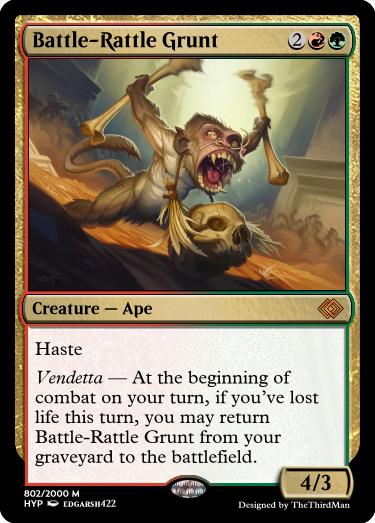 Battle-Rattle Grunt 2
Creature — Ape
Haste
Vendetta — At the beginning of
combat on your turn, if you've lost
life this turn, you may return
Battle-Rattle Grunt from your
graveyard to the battlefield.
4/3
802/2000 M
HYP EDGARSH422
Designed by TheThirdMan